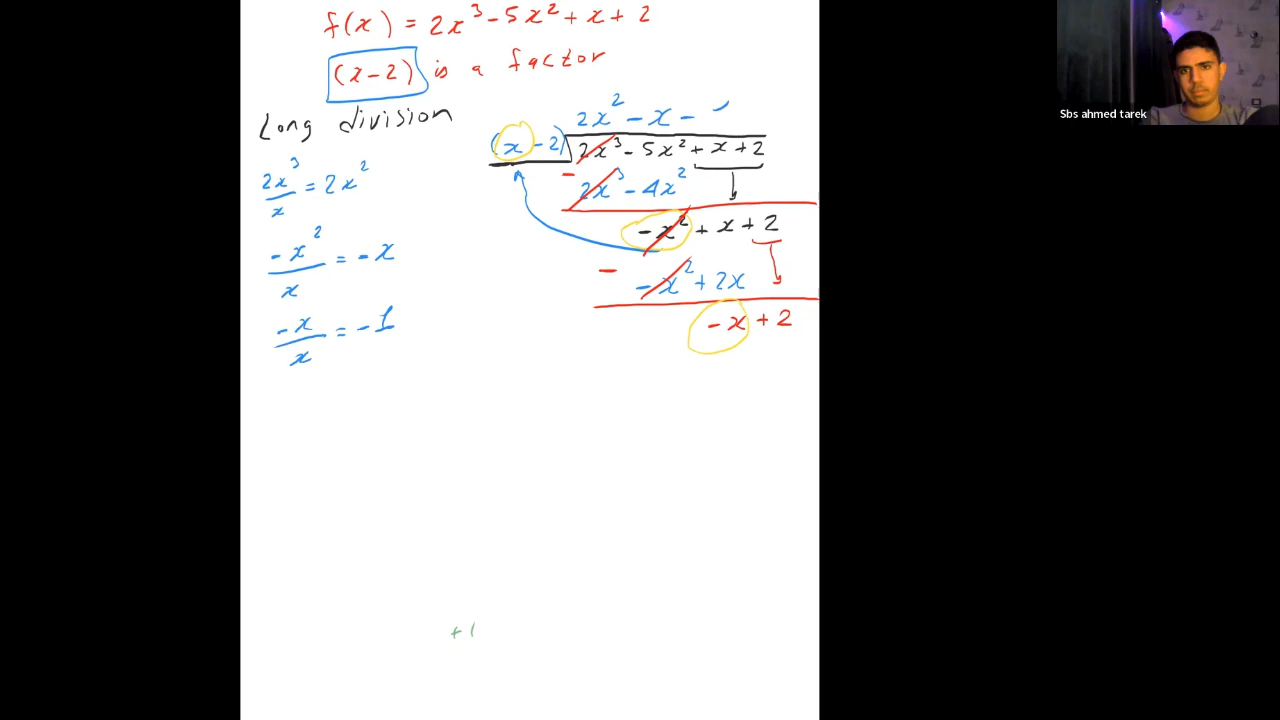 f(x) = 2x³ - 5x² + x + 2
(x - 2) is a factor
Long division
2x² - x -
(x - 2) 2x³ - 5x² + x + 2
- 2x³ - 4x²
- x² + x + 2
- - x² + 2x
- x + 2
2x³/x = 2x²
- x²/x = - x
- x/x = - 1
+ (
Sbs ahmed tarek